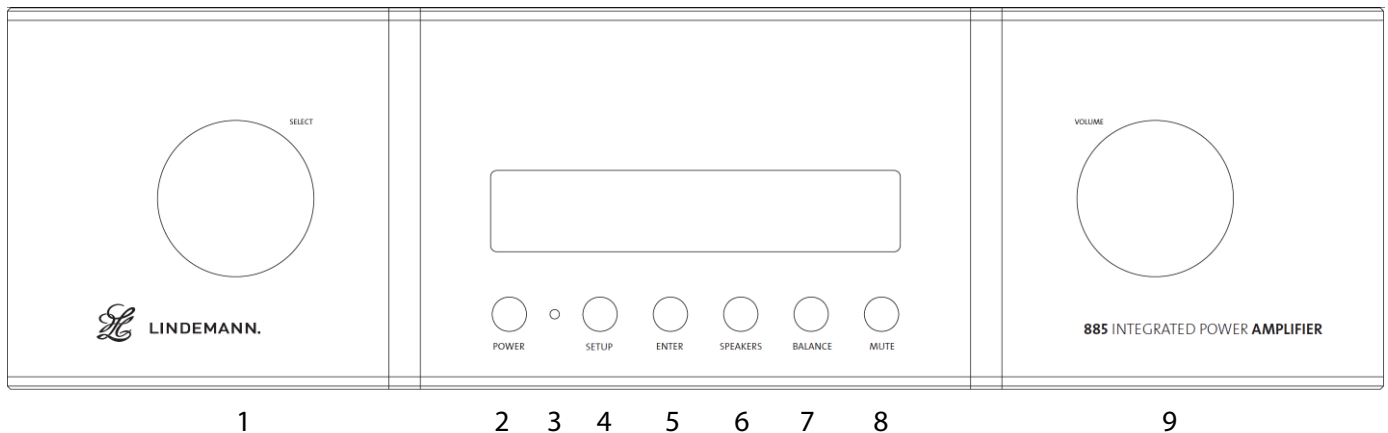 SELECT
VOLUME
LINDEMANN.
885 INTEGRATED POWER AMPLIFIER
POWER
SETUP
ENTER
SPEAKERS
BALANCE
MUTE
1
2
3
4
5
6
7
8
9